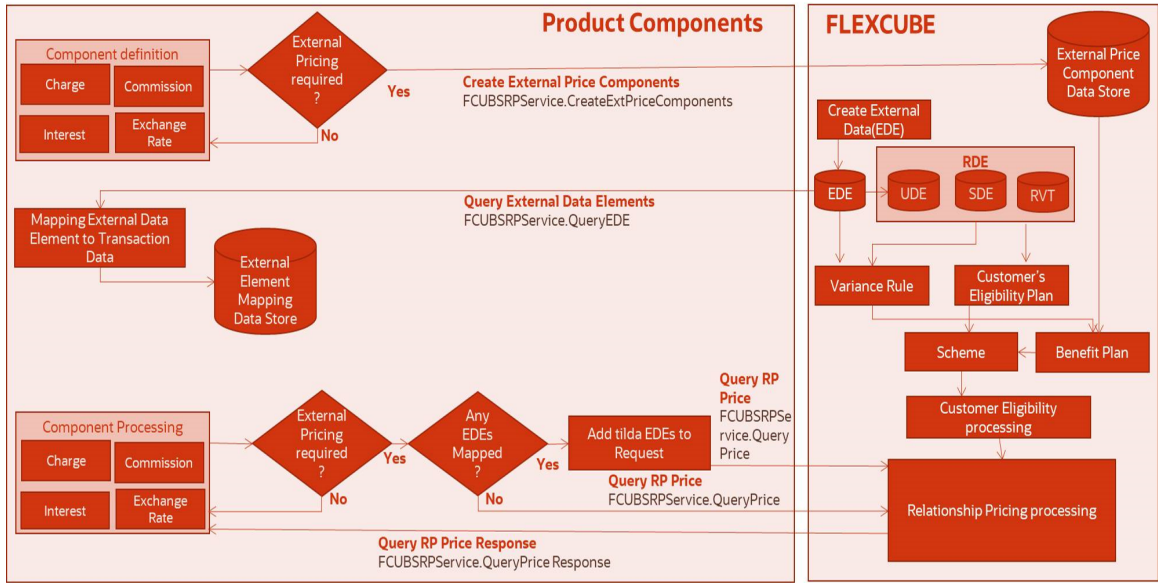 Product Components
Component definition
Charge
Commission
Interest
Exchange
Rate
External
Pricing
required
?
Yes
No
Create External Price Components
FCUBSRPService.CreateExtPriceComponents
Query External Data Elements
FCUBSRPService.QueryEDE
Mapping External Data
Element to Transaction
Data
External
Element
Mapping
Data Store
Component Processing
Charge
Commission
Interest
Exchange
Rate
External
Pricing
required
?
Yes
No
Any
EDEs
Mapped
?
Yes
No
Add tilda EDEs to
Request
Query RP
Price
FCUBSRPSe
rvice.Query
Price
Query RP Price
FCUBSRPService.QueryPrice
Query RP Price Response
FCUBSRPService.QueryPrice Response
FLEXCUBE
External Price
Component
Data Store
Create External
Data(EDE)
EDE
RDE
UDE
SDE
RVT
Variance Rule
Customer's
Eligibility Plan
Scheme
Benefit Plan
Customer Eligibility
processing
Relationship Pricing processing